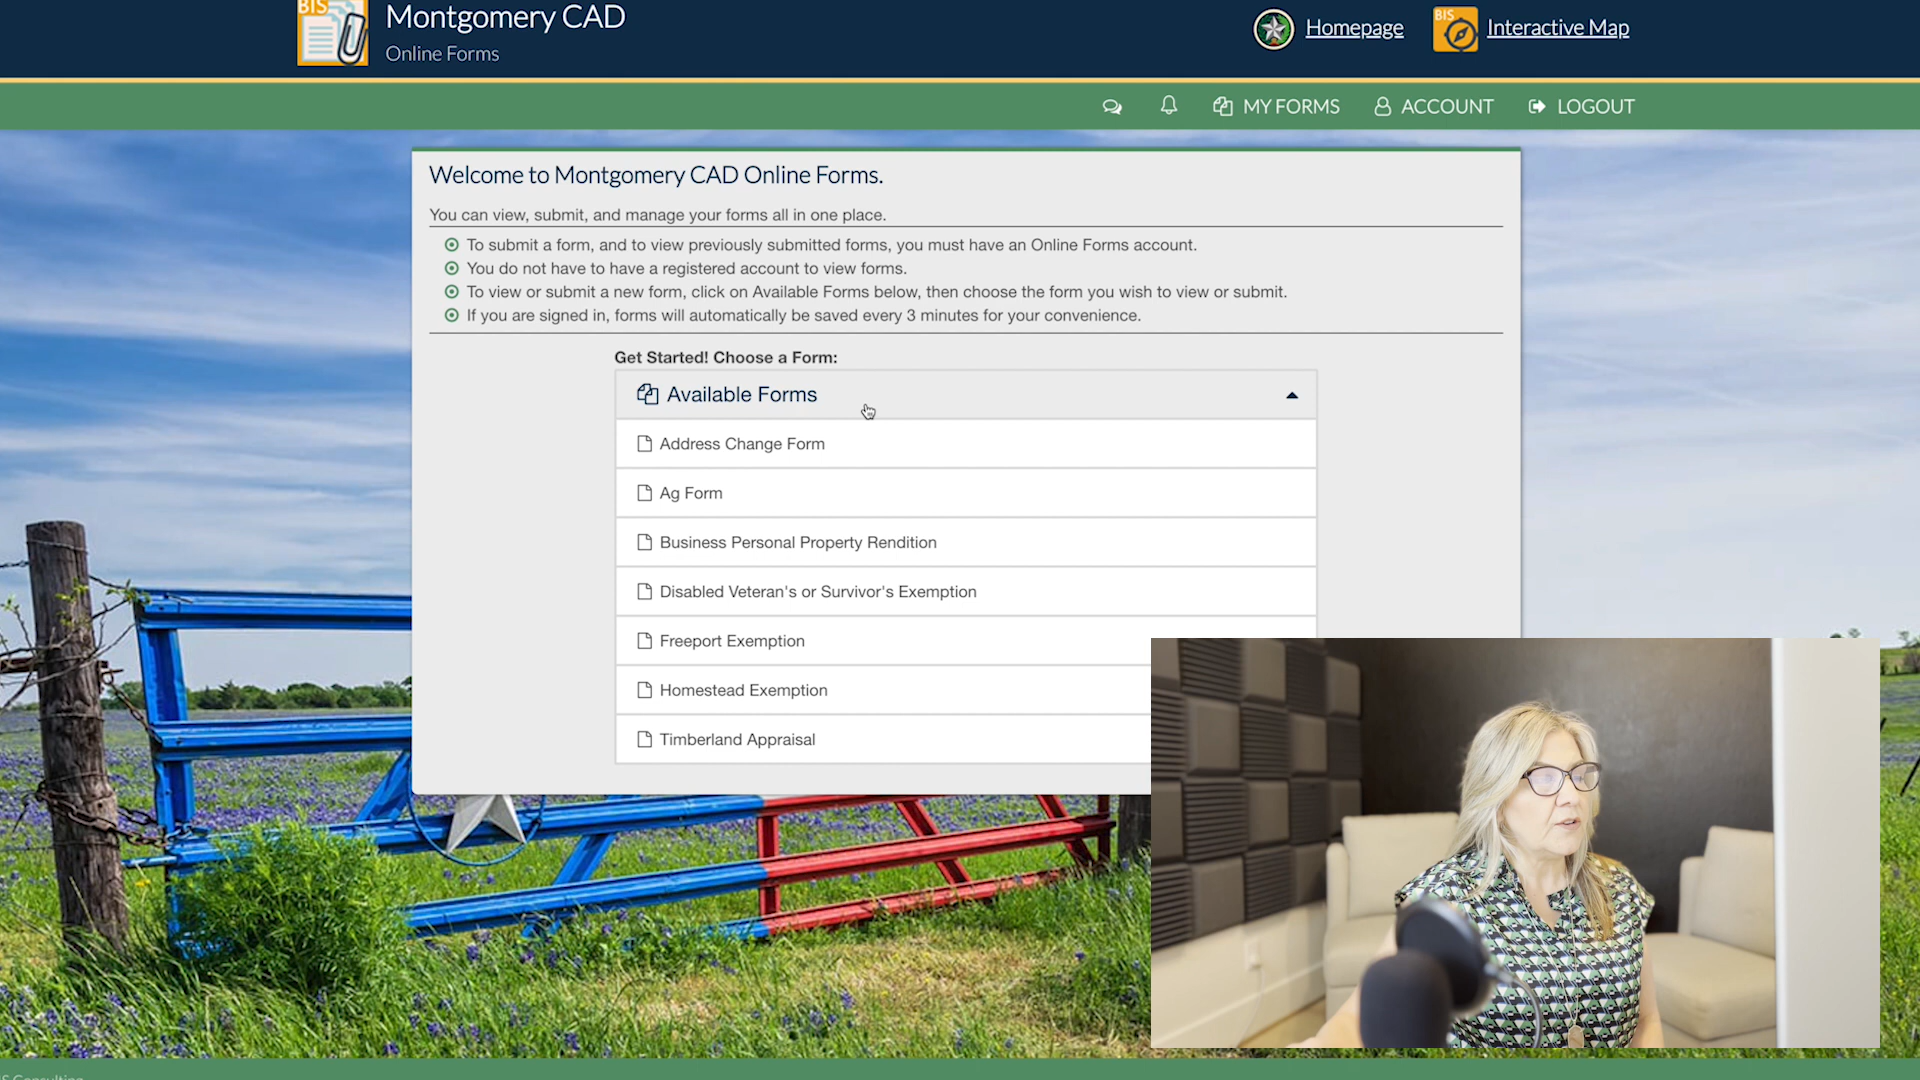 BIS
Montgomery CAD
Online Forms
Homepage
BIS
Interactive Map
MY FORMS
ACCOUNT
LOGOUT
Welcome to Montgomery CAD Online Forms.
You can view, submit, and manage your forms all in one place.
To submit a form, and to view previously submitted forms, you must have an Online Forms account.
You do not have to have a registered account to view forms.
To view or submit a new form, click on Available Forms below, then choose the form you wish to view or submit.
If you are signed in, forms will automatically be saved every 3 minutes for your convenience.
Get Started! Choose a Form:
Available Forms
Address Change Form
Ag Form
Business Personal Property Rendition
Disabled Veteran's or Survivor's Exemption
Freeport Exemption
Homestead Exemption
Timberland Appraisal
Consulting